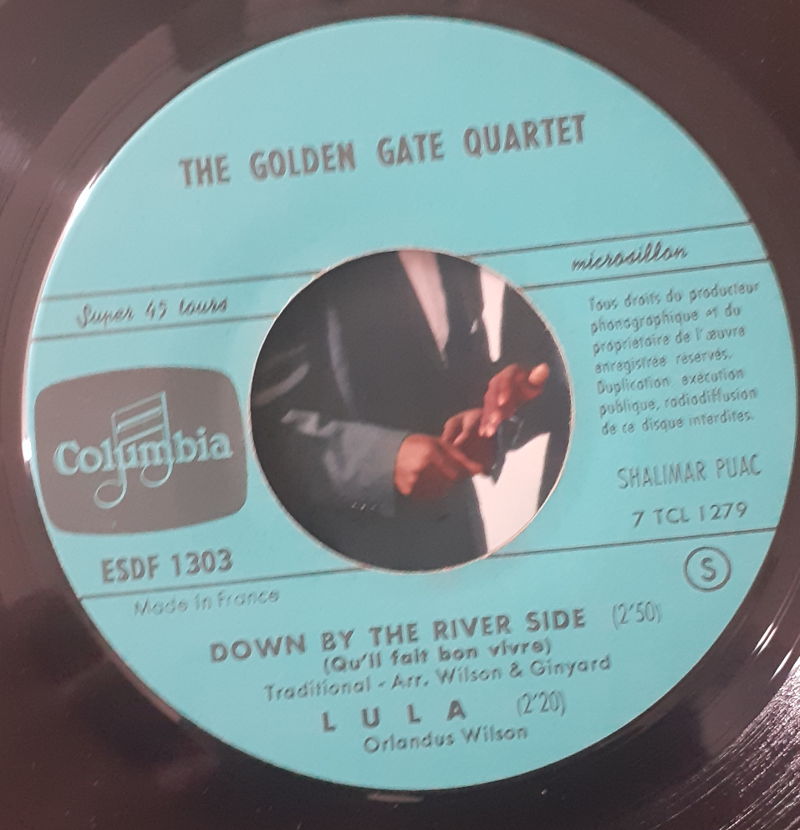 THE GOLDEN GATE QUARTET
Super 45 tours
microsillon
Tous droits du producteur
phonographique et du
propriétaire de l'œuvre
enregistrée réservés.
Duplication, exécution
publique, radiodiffusion
de ce disque interdites.
Columbia
SHALIMAR PUAC
7 TCL 1279
ESDF 1303
S
Made in France
DOWN BY THE RIVER SIDE (2'50)
(Qu'il fait bon vivre)
Traditional - Arr. Wilson & Ginyard
LULA (2'20)
Orlandus Wilson